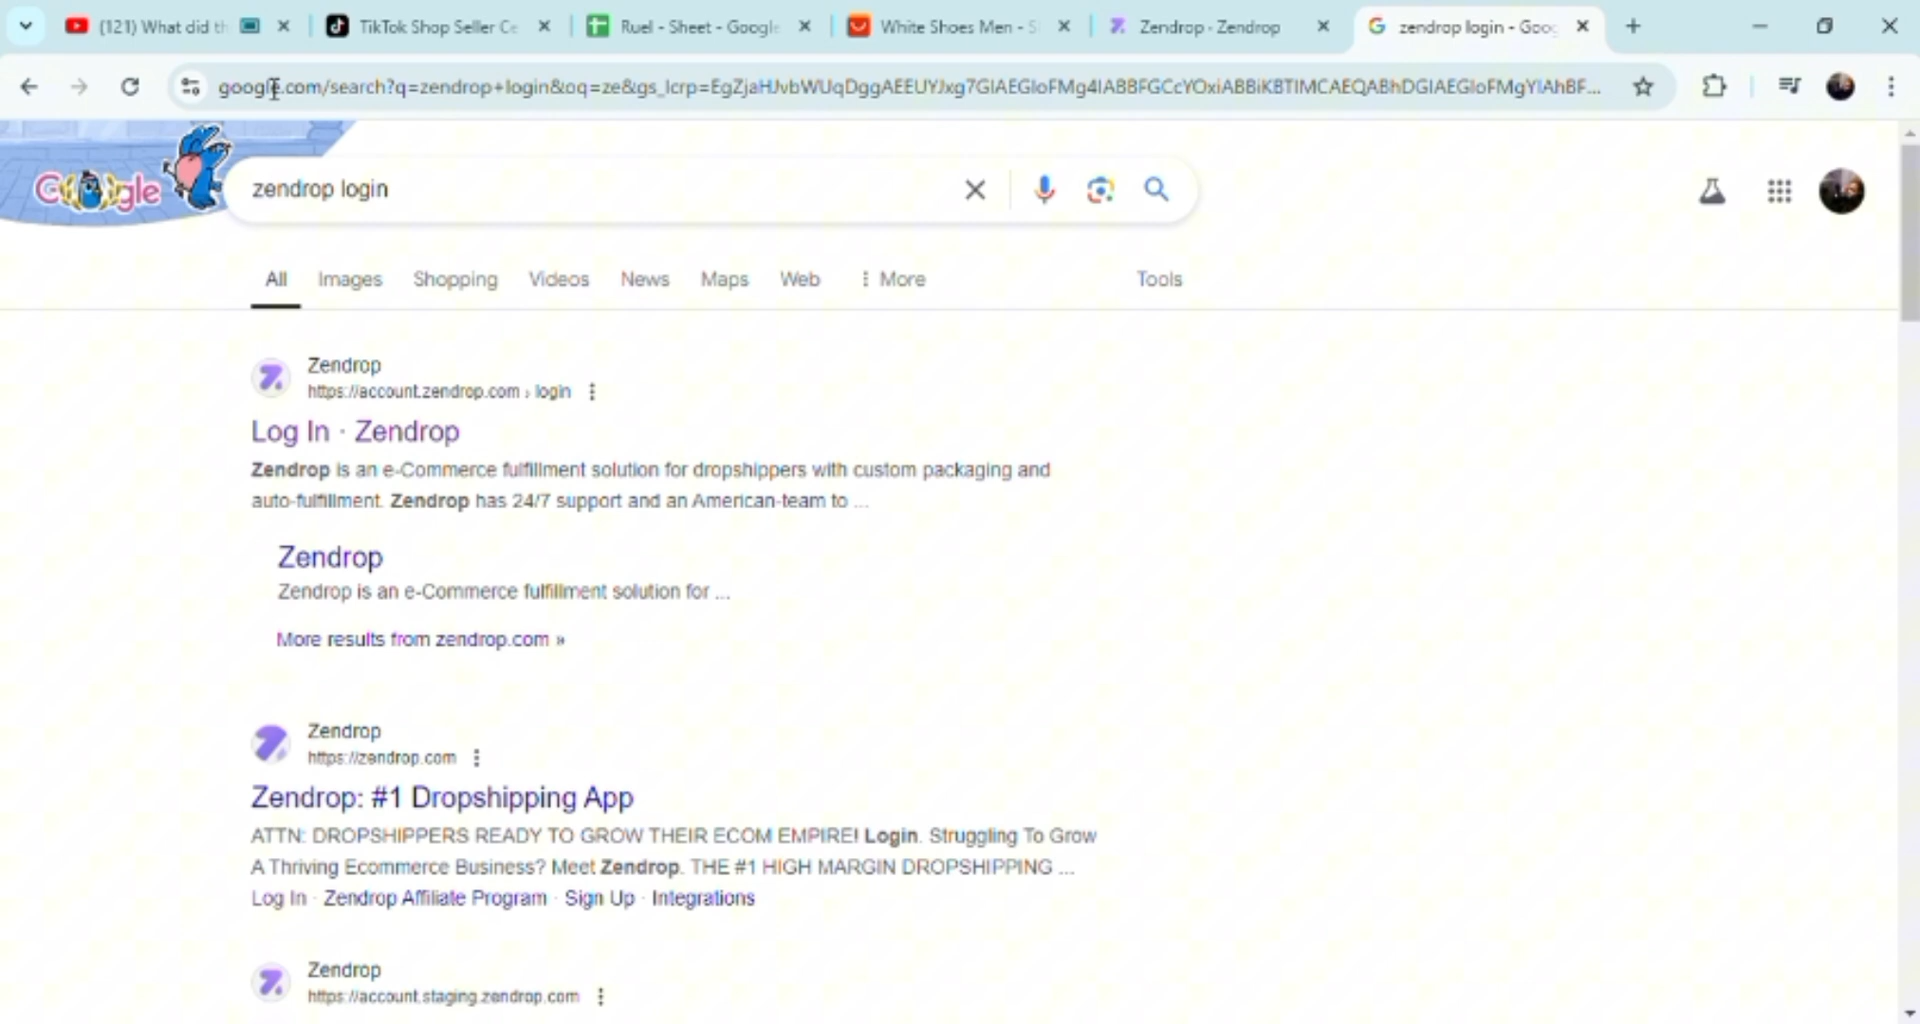 (121) What did th
TikTok Shop Seller Ce
Ruel - Sheet - Google
White Shoes Men - S
Zendrop · Zendrop
zendrop login - Goog
google.com/search?q=zendrop+login&oq=ze&gs_lcrp=
Google
zendrop login
All
Images
Shopping
Videos
News
Maps
Web
More
Tools
Zendrop
https://account.zendrop.com › login
Log In · Zendrop
Zendrop is an e-Commerce fulfillment solution for dropshippers with custom packaging and
auto-fulfillment. Zendrop has 24/7 support and an American-team to ...
Zendrop
Zendrop is an e-Commerce fulfillment solution for ...
More results from zendrop.com »
Zendrop
https://zendrop.com
Zendrop: #1 Dropshipping App
ATTN: DROPSHIPPERS READY TO GROW THEIR ECOM EMPIRE! Login. Struggling To Grow
A Thriving Ecommerce Business? Meet Zendrop. THE #1 HIGH MARGIN DROPSHIPPING ...
Log In · Zendrop Affiliate Program · Sign Up · Integrations
Zendrop
https://account.staging.zendrop.com